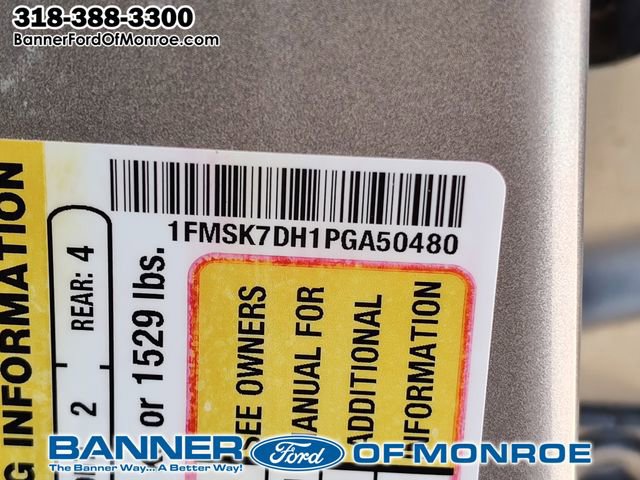 318-388-3300
BannerFordOfMonroe.com
1FMSK7DH1PGA50480
G INFORMATION
REAR: 4
2
or 1529 lbs.
SEE OWNERS
MANUAL FOR
ADDITIONAL
INFORMATION
BANNER Ford OF MONROE
The Banner Way... A Better Way!